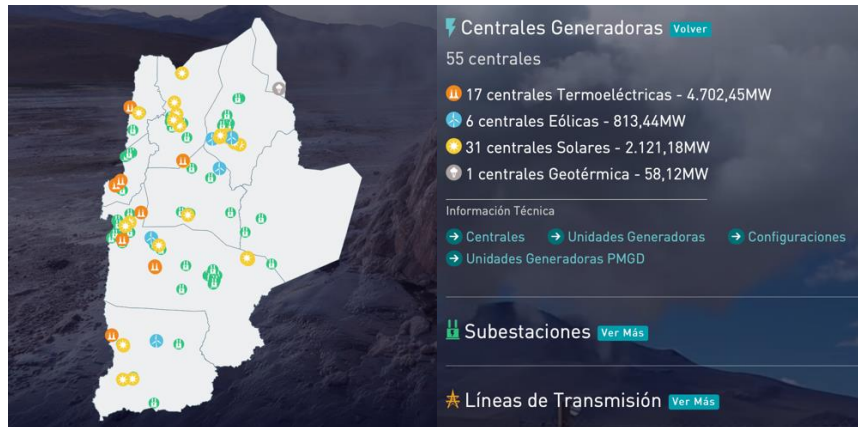 Centrales Generadoras Volver
55 centrales
17 centrales Termoeléctricas - 4.702,45MW
6 centrales Eólicas - 813,44MW
31 centrales Solares - 2.121,18MW
1 centrales Geotérmica - 58,12MW
Información Técnica
Centrales Unidades Generadoras Configuraciones
Unidades Generadoras PMGD
Subestaciones Ver Más
Líneas de Transmisión Ver Más